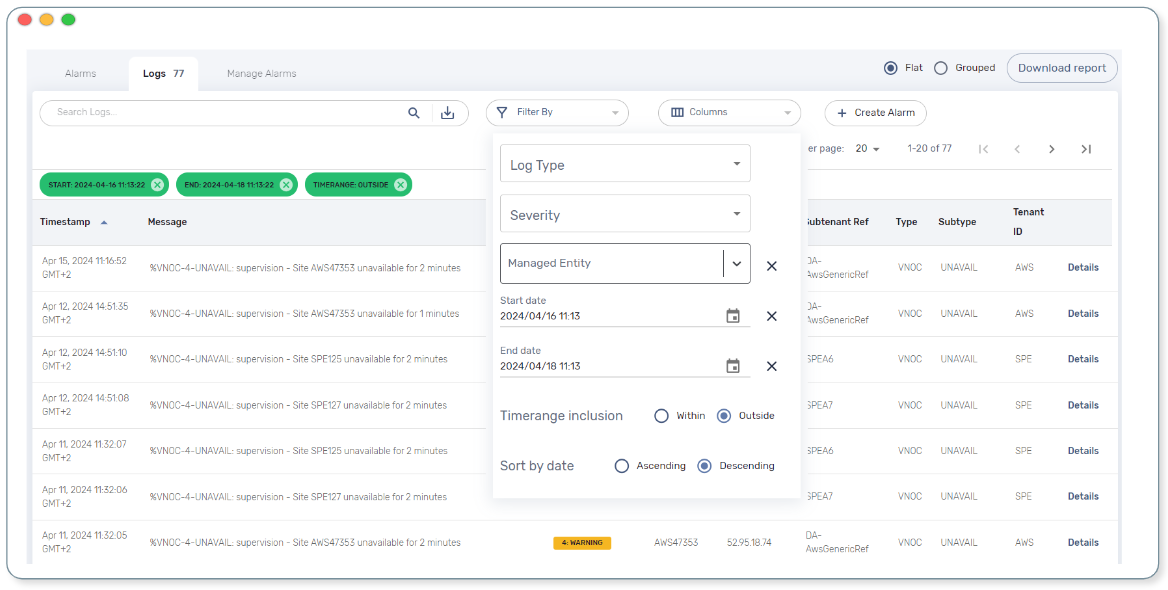 Alarms
Logs 77
Manage Alarms
Flat
Grouped
Download report
Search Logs...
Filter By
Columns
+ Create Alarm
er page: 20
1-20 of 77
START: 2024-04-16 11:13:22
END: 2024-04-18 11:13:22
TIMERANGE: OUTSIDE
Log Type
Severity
Managed Entity
Start date
2024/04/16 11:13
End date
2024/04/18 11:13
Timerange inclusion
Within
Outside
Sort by date
Ascending
Descending
Timestamp
Message
ubtenant Ref
Type
Subtype
Tenant
ID
Apr 15, 2024 11:16:52
GMT+2
%VNOC-4-UNAVAIL: supervision - Site AWS47353 unavailable for 2 minutes
DA-
AwsGenericRef
VNOC
UNAVAIL
AWS
Details
Apr 12, 2024 14:51:35
GMT+2
%VNOC-4-UNAVAIL: supervision - Site AWS47353 unavailable for 1 minutes
DA-
AwsGenericRef
VNOC
UNAVAIL
AWS
Details
Apr 12, 2024 14:51:10
GMT+2
%VNOC-4-UNAVAIL: supervision - Site SPE125 unavailable for 2 minutes
SPEA6
VNOC
UNAVAIL
SPE
Details
Apr 12, 2024 14:51:08
GMT+2
%VNOC-4-UNAVAIL: supervision - Site SPE127 unavailable for 2 minutes
SPEA7
VNOC
UNAVAIL
SPE
Details
Apr 11, 2024 11:32:07
GMT+2
%VNOC-4-UNAVAIL: supervision - Site SPE125 unavailable for 2 minutes
SPEA6
VNOC
UNAVAIL
SPE
Details
Apr 11, 2024 11:32:06
GMT+2
%VNOC-4-UNAVAIL: supervision - Site SPE127 unavailable for 2 minutes
SPEA7
VNOC
UNAVAIL
SPE
Details
Apr 11, 2024 11:32:05
GMT+2
%VNOC-4-UNAVAIL: supervision - Site AWS47353 unavailable for 2 minutes
4: WARNING
AWS47353
52.95.18.74
DA-
AwsGenericRef
VNOC
UNAVAIL
AWS
Details